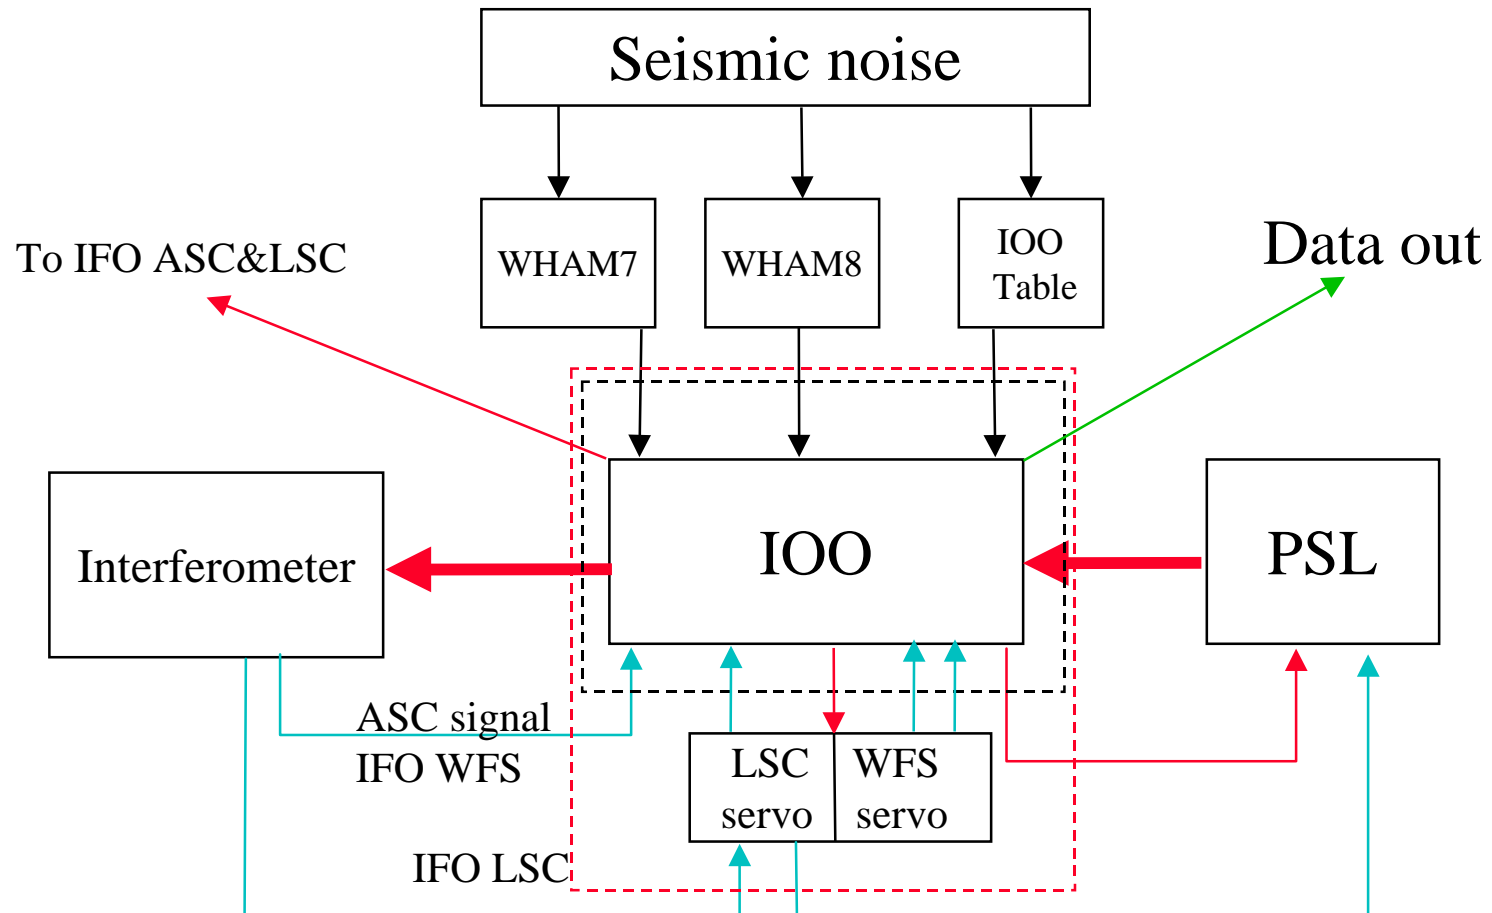 Seismic noise
To IFO ASC&LSC
WHAM7
WHAM8
IOO
Table
Data out
Interferometer
IOO
PSL
ASC signal
IFO WFS
LSC
servo
WFS
servo
IFO LSC